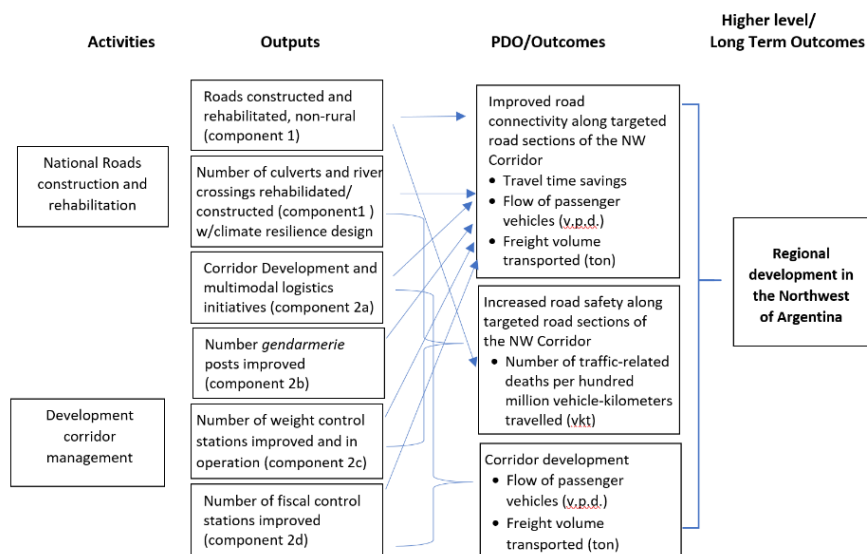 Higher level/
Activities
Outputs
PDO/Outcomes
Long Term Outcomes
National Roads
construction and
rehabilitation
Development
corridor
management
Roads constructed and
rehabilitated, non-rural
(component 1)
Number of culverts and river
crossings rehabilidated/
constructed (component1 )
w/climate resilience design
Corridor Development and
multimodal logistics
initiatives (component 2a)
Number gendarmerie
posts improved
(component 2b)
Number of weight control
stations improved and in
operation (component 2c)
Number of fiscal control
stations improved
(component 2d)
Improved road
connectivity along targeted
road sections of the NW
Corridor
• Travel time savings
• Flow of passenger
vehicles (v.p.d.)
• Freight volume
transported (ton)
Increased road safety along
targeted road sections of
the NW Corridor
• Number of traffic-related
deaths per hundred
million vehicle-kilometers
travelled (vkt)
Corridor development
• Flow of passenger
vehicles (v.p.d.)
• Freight volume
transported (ton)
Regional
development in
the Northwest
of Argentina